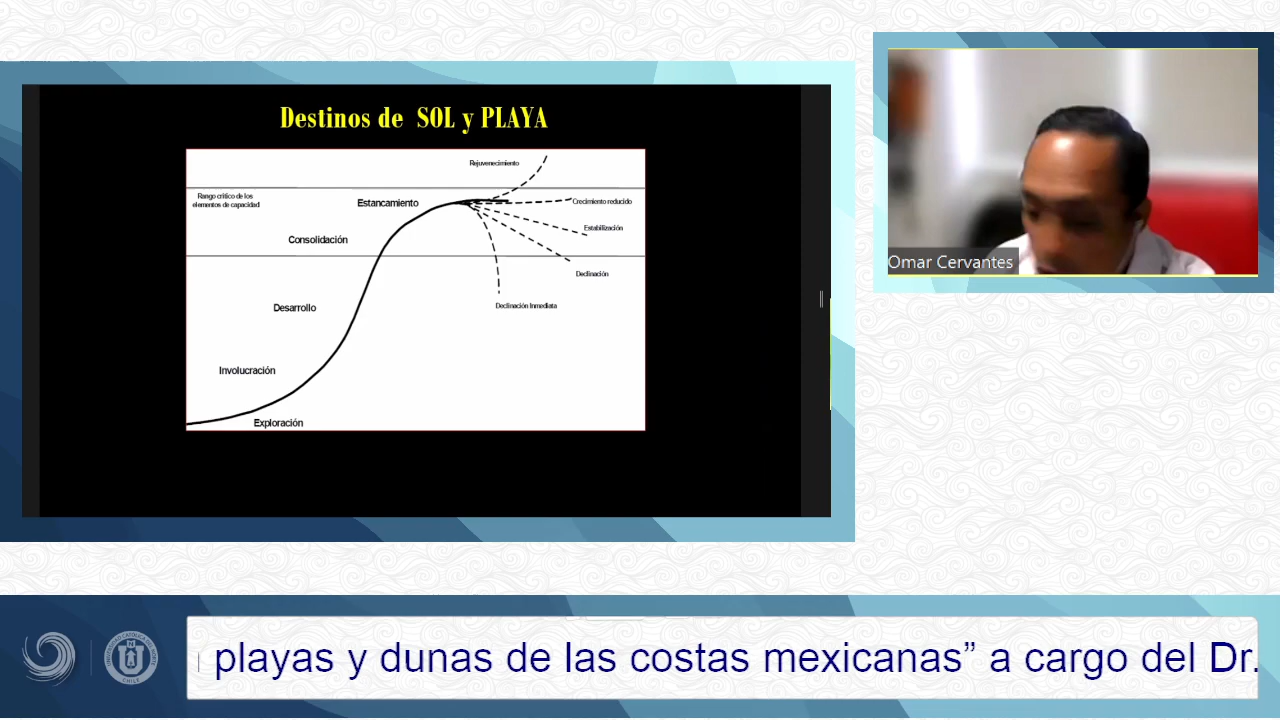 Destinos de SOL y PLAYA
Rejuvenecimiento
Rango crítico de los
elementos de capacidad
Estancamiento
Crecimiento reducido
Estabilización
Consolidación
Declinación
Declinación Inmediata
Desarrollo
Involucración
Exploración
Omar Cervantes
playas y dunas de las costas mexicanas” a cargo del Dr.